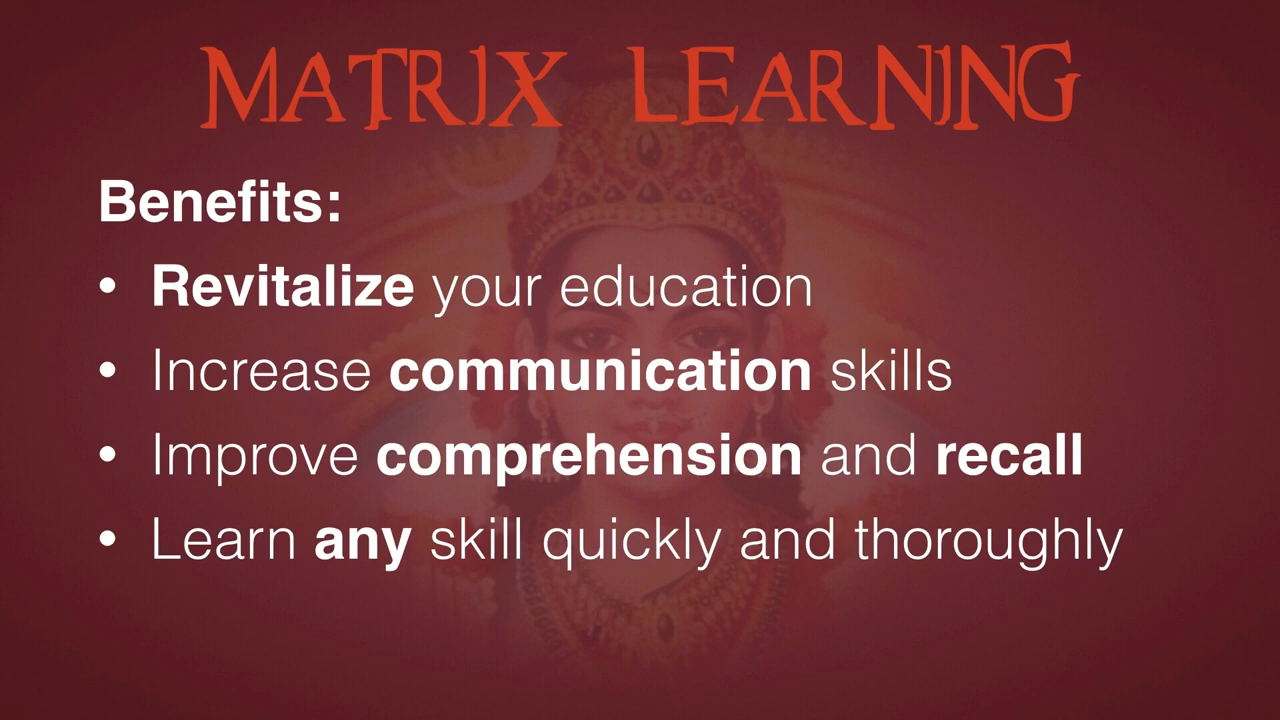 MATRIX LEARNING
Benefits:
• Revitalize your education
• Increase communication skills
• Improve comprehension and recall
• Learn any skill quickly and thoroughly